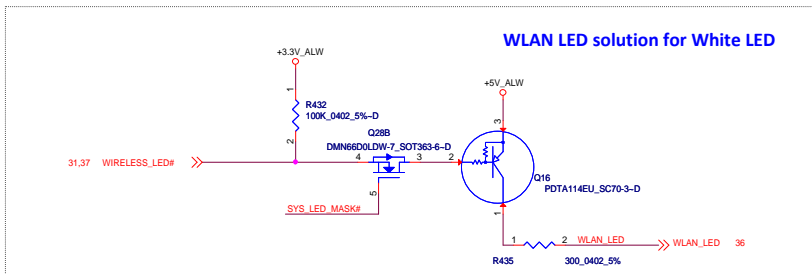 WLAN LED solution for White LED
+3.3V_ALW
+5V_ALW
1
R432
100K_0402_5%~D
2
3
Q28B
DMN66D0LDW-7_SOT363-6~D
31,37 WIRELESS_LED#
4
3
2
5
Q16
PDTA114EU_SC70-3~D
SYS_LED_MASK#
1
1
2
WLAN_LED
WLAN_LED 36
R435
300_0402_5%